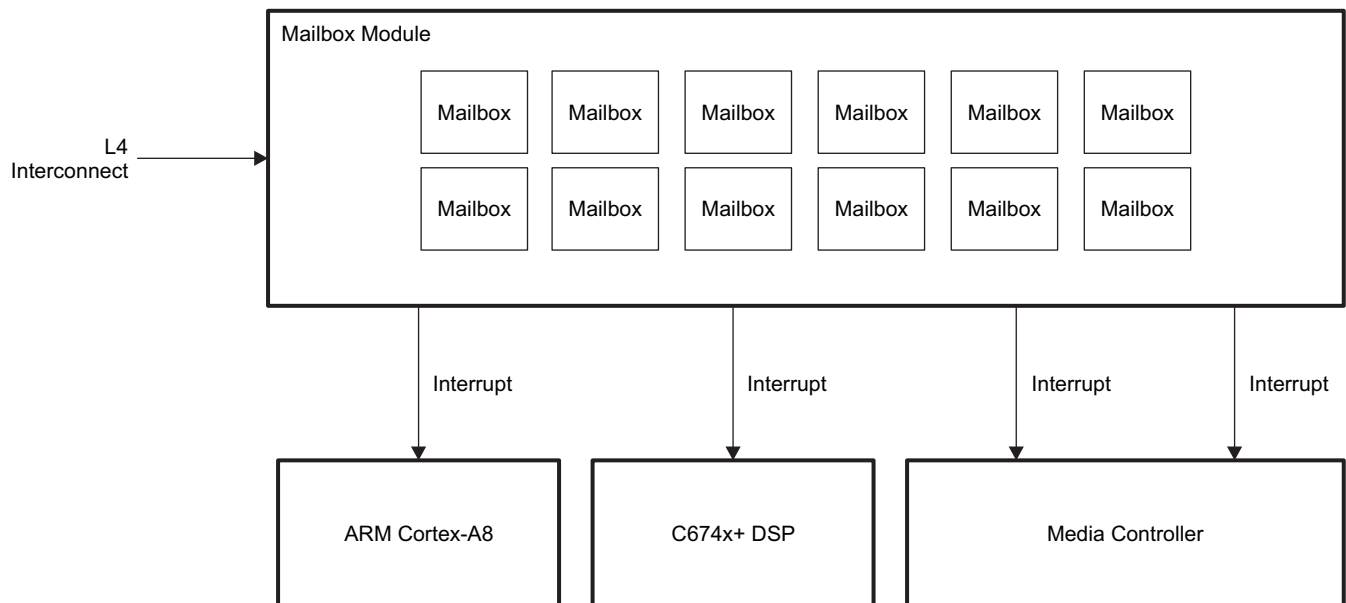 Mailbox Module
Mailbox Mailbox Mailbox Mailbox Mailbox Mailbox
L4
Interconnect
Mailbox Mailbox Mailbox Mailbox Mailbox Mailbox
Interrupt Interrupt Interrupt Interrupt
ARM Cortex-A8 C674x+ DSP Media Controller